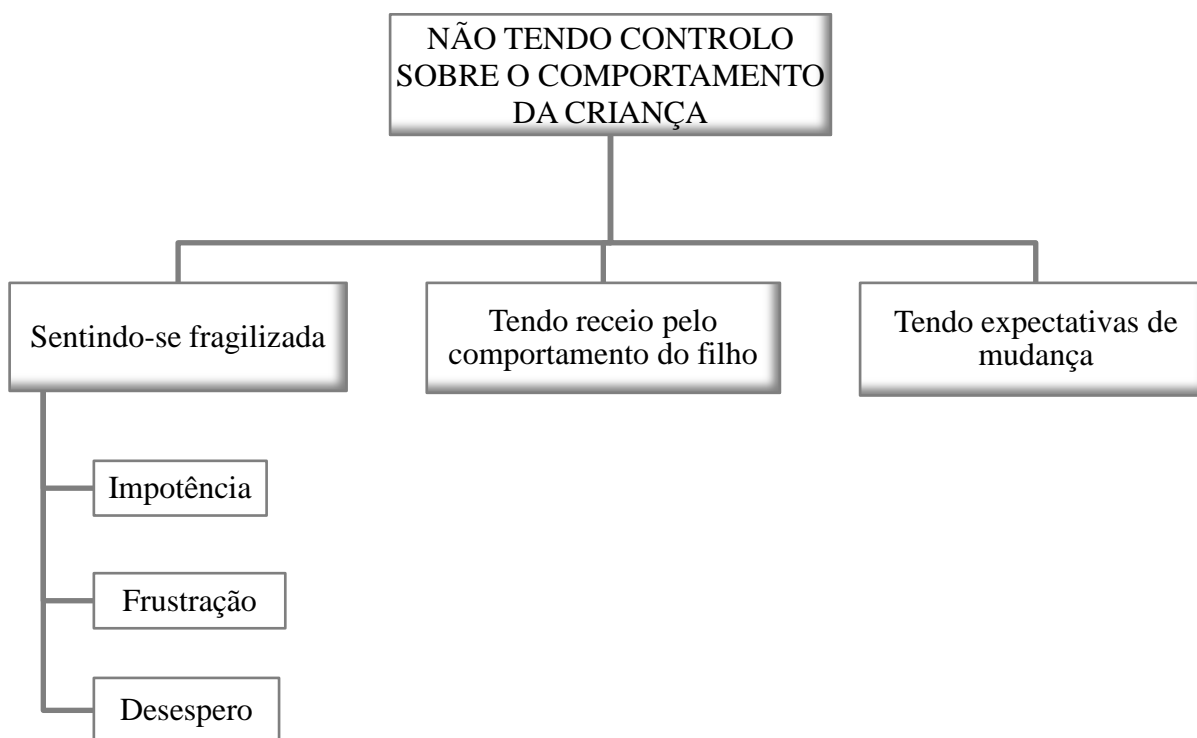 NÃO TENDO CONTROLO
SOBRE O COMPORTAMENTO
DA CRIANÇA
Sentindo-se fragilizada
Tendo receio pelo
comportamento do filho
Tendo expectativas de
mudança
Impotência
Frustração
Desespero